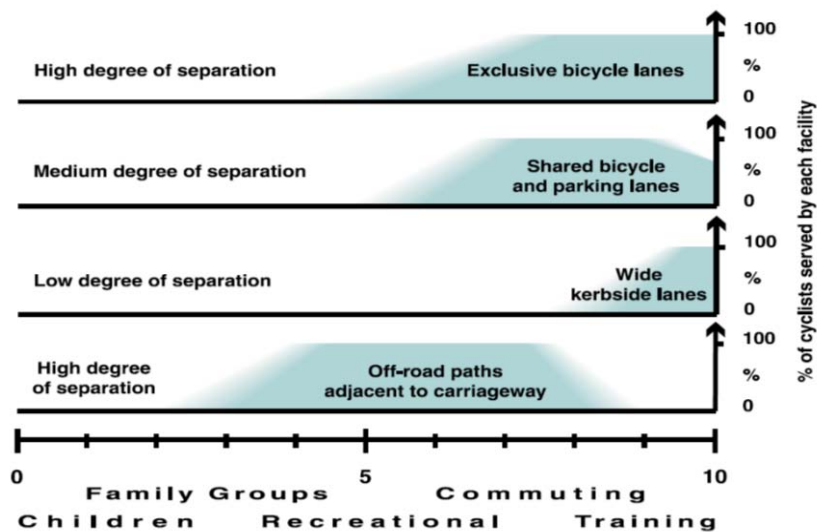 100
High degree of separation
Exclusive bicycle lanes
%
0
100
Medium degree of separation
Shared bicycle
and parking lanes
%
0
100
Low degree of separation
Wide
kerbside lanes
%
0
100
High degree
of separation
Off-road paths
adjacent to carriageway
%
0
% of cyclists served by each facility
0 5 10
Family Groups Commuting
Children Recreational Training